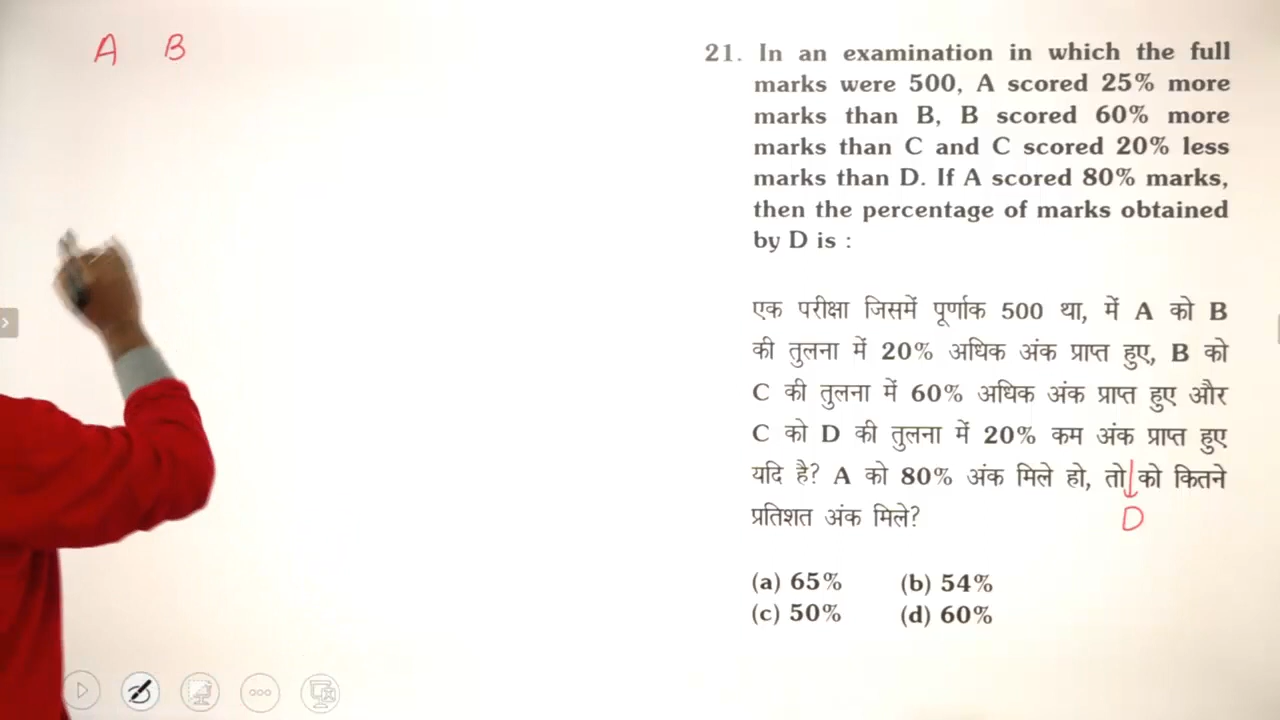 A B
21. In an examination in which the full
marks were 500, A scored 25% more
marks than B, B scored 60% more
marks than C and C scored 20% less
marks than D. If A scored 80% marks,
then the percentage of marks obtained
by D is :
एक परीक्षा जिसमें पूर्णाक 500 था, में A को B
की तुलना में 20% अधिक अंक प्राप्त हुए, B को
C की तुलना में 60% अधिक अंक प्राप्त हुए और
C को D की तुलना में 20% कम अंक प्राप्त हुए
यदि है? A को 80% अंक मिले हो, तो को कितने
प्रतिशत अंक मिले?
D
(a) 65% (b) 54%
(c) 50% (d) 60%